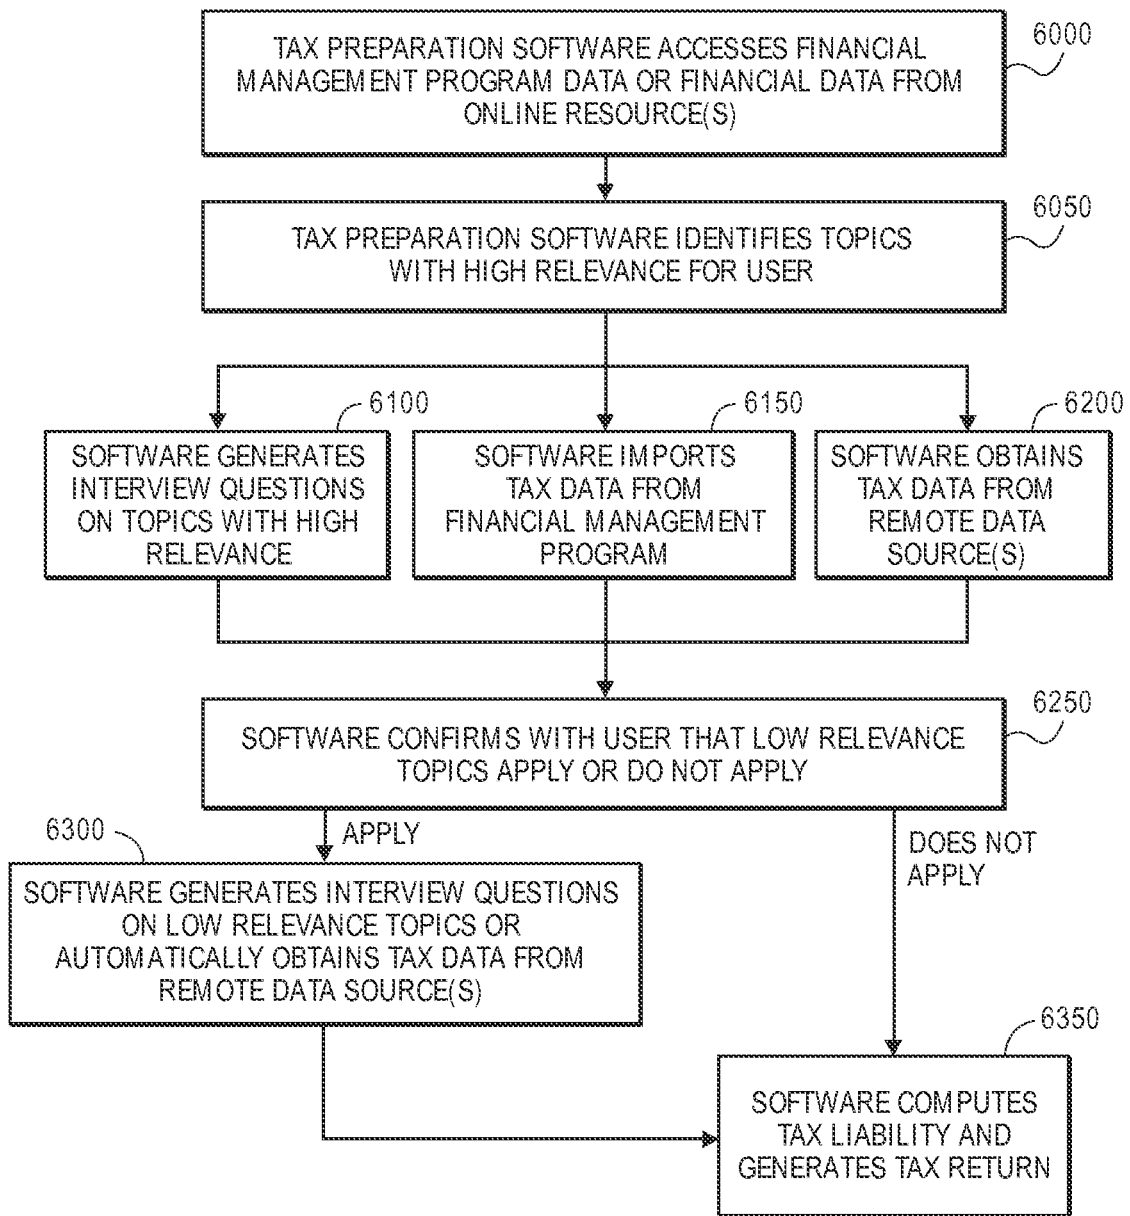 TAX PREPARATION SOFTWARE ACCESSES FINANCIAL
MANAGEMENT PROGRAM DATA OR FINANCIAL DATA FROM
ONLINE RESOURCE(S)
6000
TAX PREPARATION SOFTWARE IDENTIFIES TOPICS
WITH HIGH RELEVANCE FOR USER
6050
6100
SOFTWARE GENERATES
INTERVIEW QUESTIONS
ON TOPICS WITH HIGH
RELEVANCE
6150
SOFTWARE IMPORTS
TAX DATA FROM
FINANCIAL MANAGEMENT
PROGRAM
6200
SOFTWARE OBTAINS
TAX DATA FROM
REMOTE DATA
SOURCE(S)
6250
SOFTWARE CONFIRMS WITH USER THAT LOW RELEVANCE
TOPICS APPLY OR DO NOT APPLY
APPLY
DOES NOT
APPLY
6300
SOFTWARE GENERATES INTERVIEW QUESTIONS
ON LOW RELEVANCE TOPICS OR
AUTOMATICALLY OBTAINS TAX DATA FROM
REMOTE DATA SOURCE(S)
6350
SOFTWARE COMPUTES
TAX LIABILITY AND
GENERATES TAX RETURN